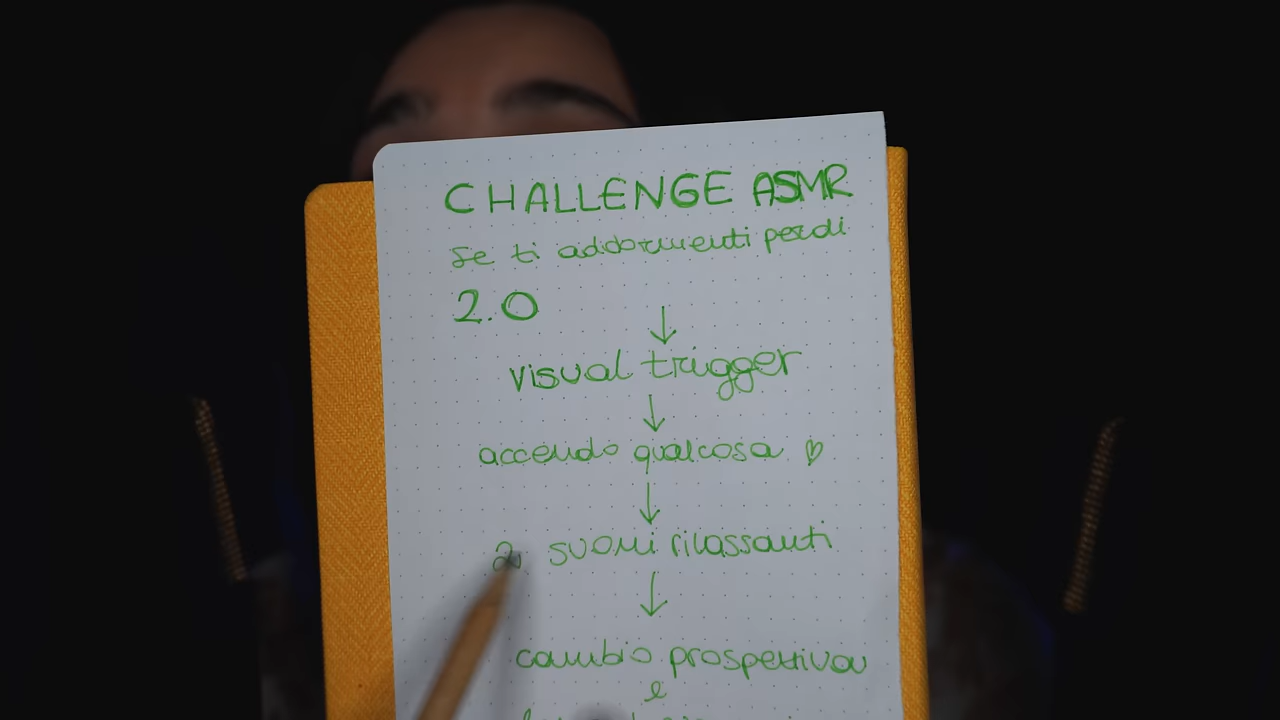 CHALLENGE ASMR
Se ti addormenti perdi
2.0
visual trigger
accendo qualcosa
2 suoni rilassanti
cambio prospettiva
e